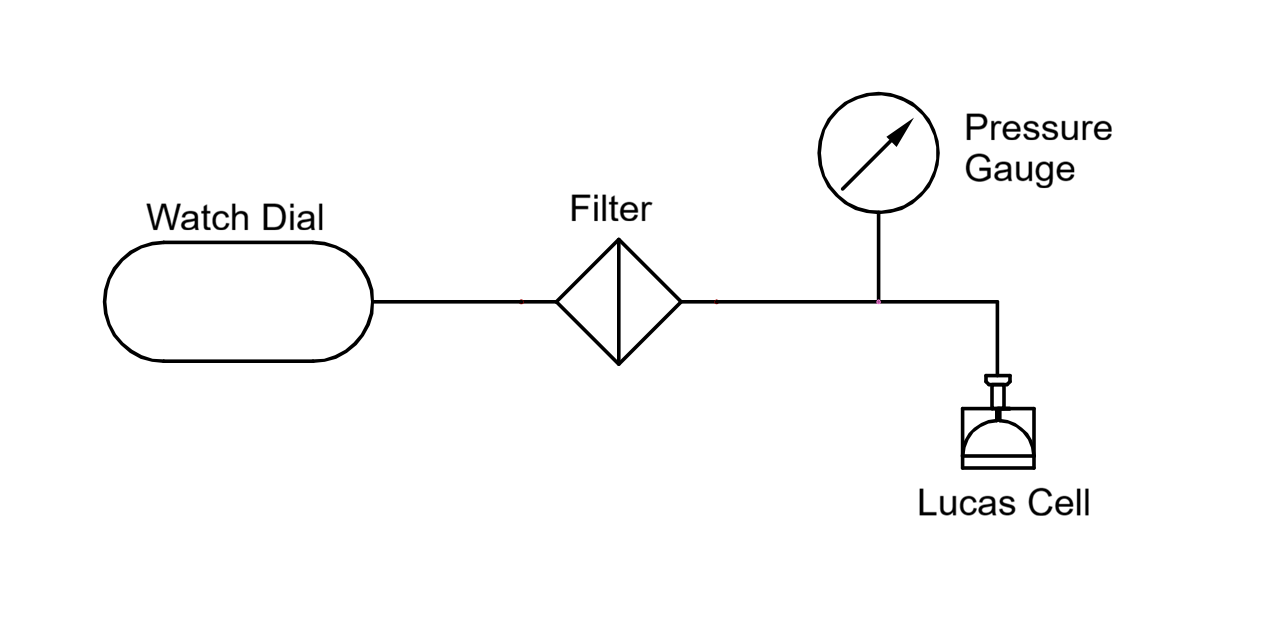 Watch Dial
Filter
Pressure
Gauge
Lucas Cell